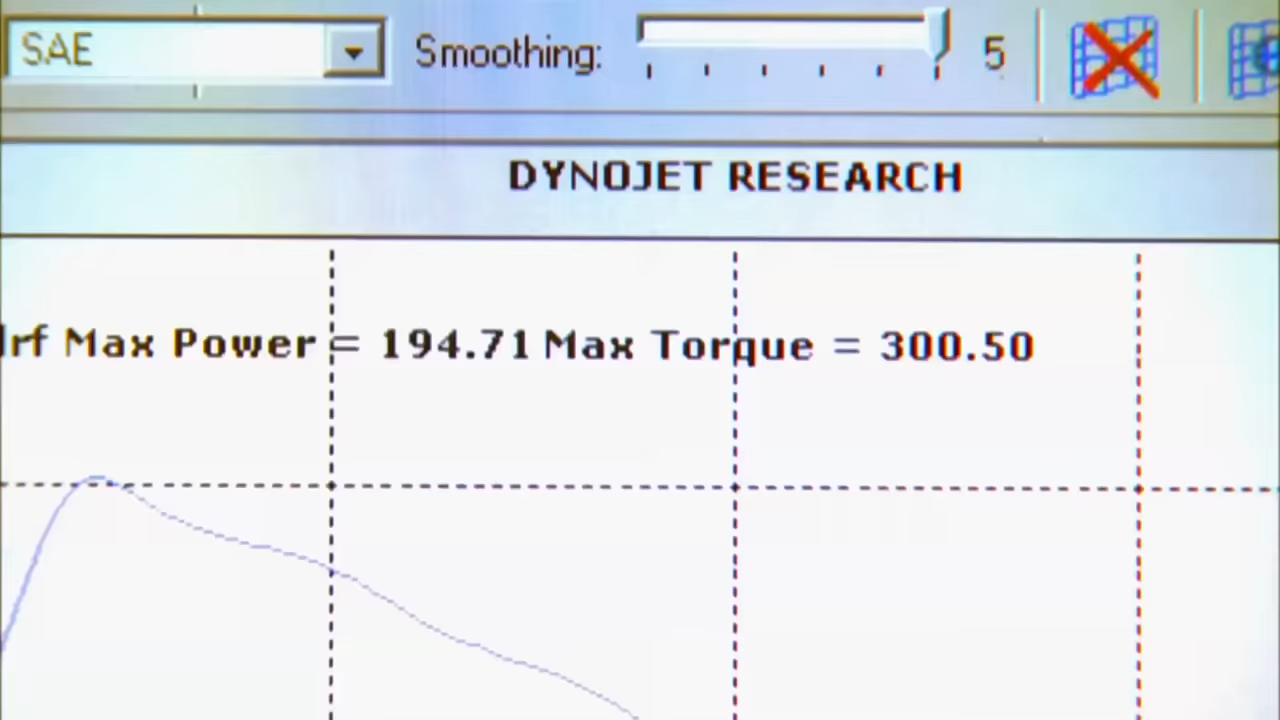 SAE Smoothing: 5
DYNOJET RESEARCH
Max Power = 194.71 Max Torque = 300.50